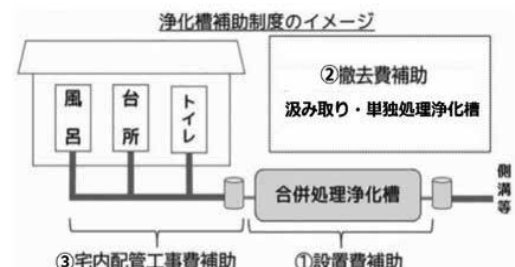 浄化槽補助制度のイメージ
②撤去費補助
汲み取り・単独処理浄化槽
風呂
台所
トイレ
合併処理浄化槽
側溝等
③宅内配管工事費補助
①設置費補助